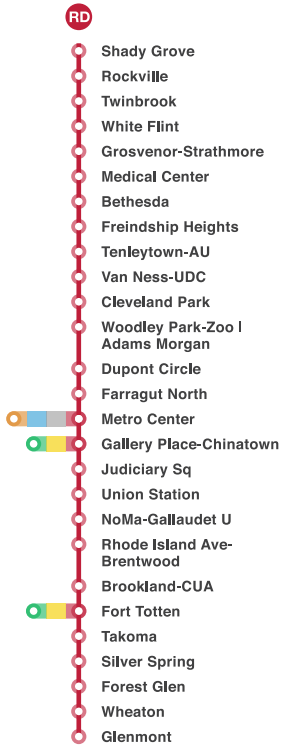 RD
Shady Grove
Rockville
Twinbrook
White Flint
Grosvenor-Strathmore
Medical Center
Bethesda
Freindship Heights
Tenleytown-AU
Van Ness-UDC
Cleveland Park
Woodley Park-Zoo l
Adams Morgan
Dupont Circle
Farragut North
Metro Center
Gallery Place-Chinatown
Judiciary Sq
Union Station
NoMa-Gallaudet U
Rhode Island Ave-
Brentwood
Brookland-CUA
Fort Totten
Takoma
Silver Spring
Forest Glen
Wheaton
Glenmont